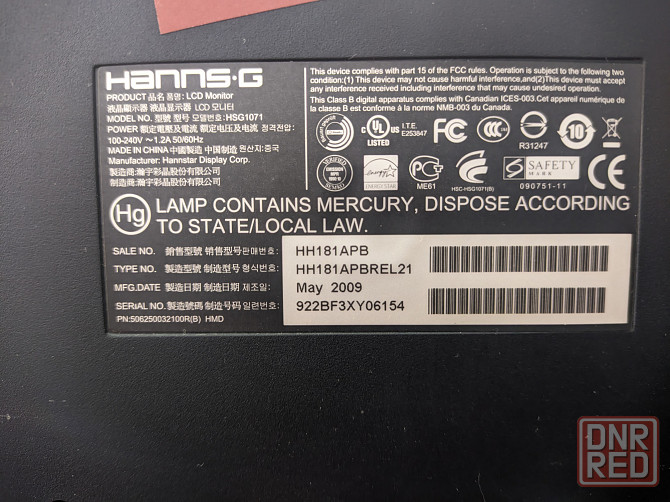 Hanns·G
PRODUCT 品名 품명: LCD Monitor
液晶顯示器 液晶显示器 LCD 모니터
MODEL NO. 型號 型号 모델번호: HSG1071
POWER 額定電壓及電流 额定电压及电流 정격전압:
100-240V ~ 1.2A 50/60Hz
MADE IN CHINA 中國製造 中国制造 원산지:중국
Manufacturer: Hannstar Display Corp.
製造商:瀚宇彩晶股份有限公司
制造商:瀚宇彩晶股份有限公司
This device complies with part 15 of the FCC rules. Operation is subject to the following two
condition:(1) This device may not cause harmful interference,and(2)This device must accept
any interference received including interference that may cause undesired operation.
This Class B digital apparatus complies with Canadian ICES-003.Cet appareil numérique de
la class B est conforme à la norme NMB-003 du Canada.
c UL US LISTED
I.T.E.
E253847
FC
CCC
R31247
10
ENERGY STAR
ME61
HSC-HSG1071(B)
S SAFETY
MARK
090751-11
CE
Hg LAMP CONTAINS MERCURY, DISPOSE ACCORDING
TO STATE/LOCAL LAW.
SALE NO. 銷售型號 销售型号 판매번호: HH181APB
TYPE NO. 製造型號 制造型号 형식번호: HH181APBREL21
MFG.DATE 製造日期 制造日期 제조일: May 2009
SERIAL NO. 製造號碼 制造号码 일련번호: 922BF3XY06154
PN:506250032100R(B) HMD
DNR
RED